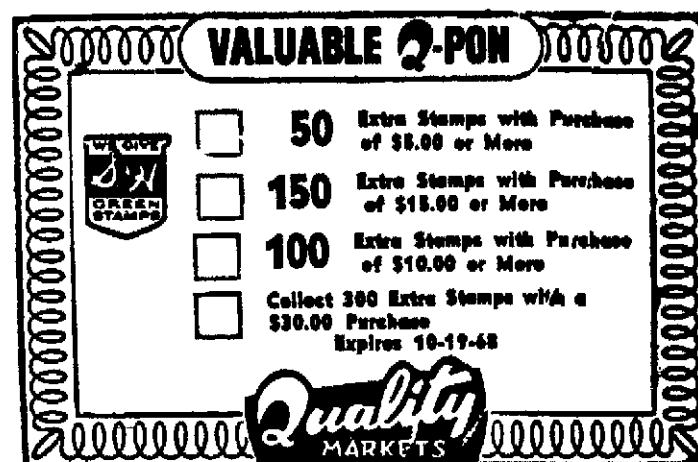 VALUABLE Q-PON
WE GIVE
S&H
GREEN
STAMPS
50 Extra Stamps with Purchase
of $5.00 or More
150 Extra Stamps with Purchase
of $15.00 or More
100 Extra Stamps with Purchase
of $10.00 or More
Collect 300 Extra Stamps with a
$30.00 Purchase
Expires 10-19-68
Quality
MARKETS